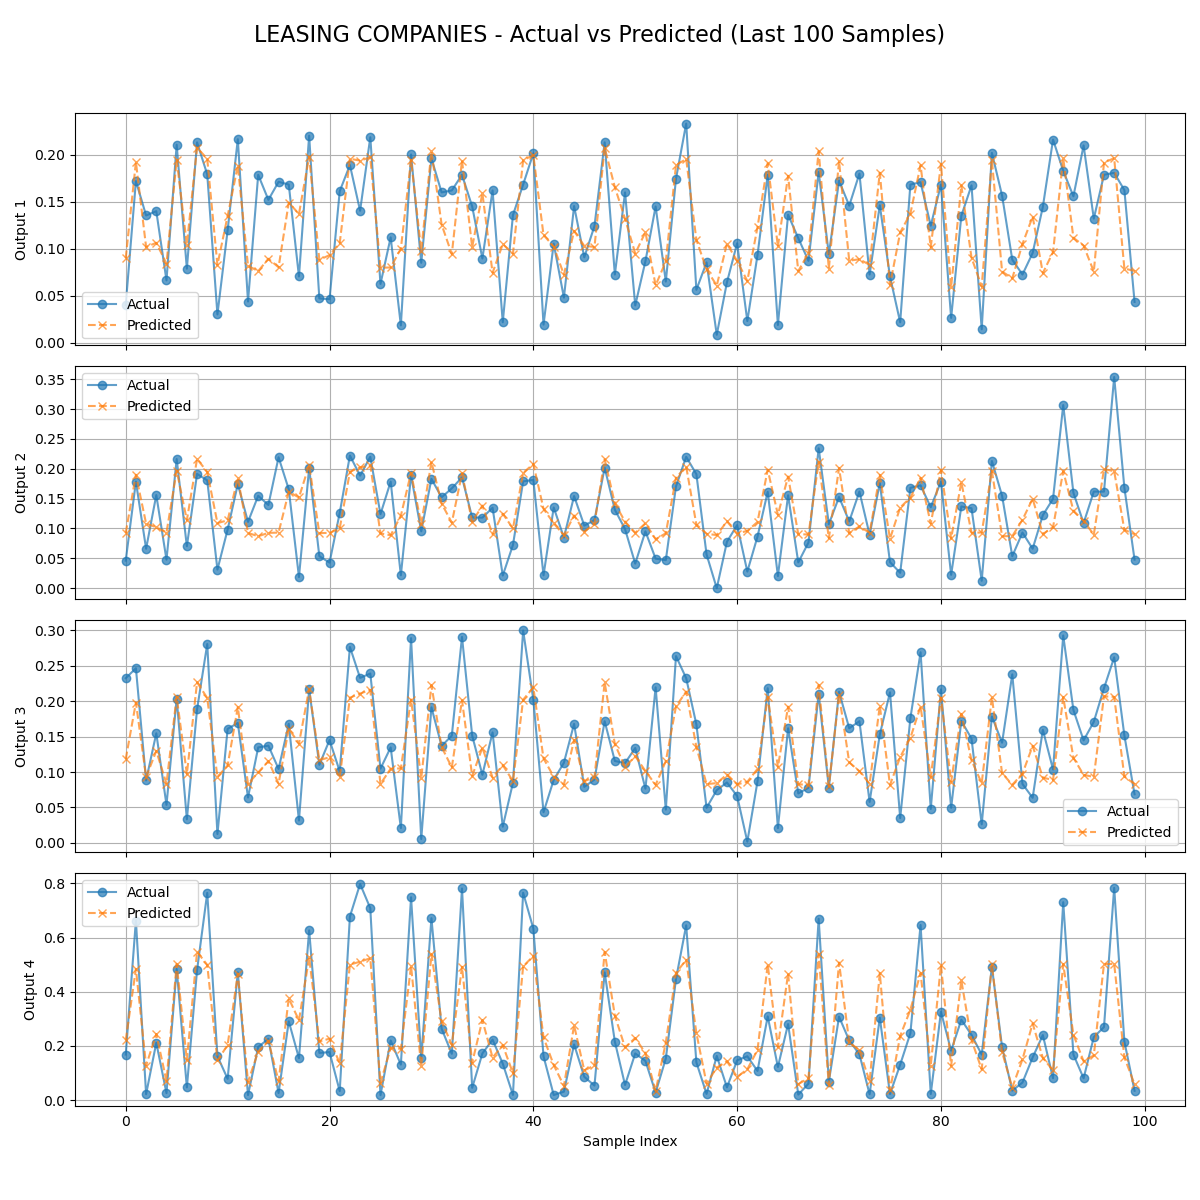 LEASING COMPANIES - Actual vs Predicted (Last 100 Samples)
Output 1
0.20
0.15
0.10
0.05
0.00
Actual
Predicted
Output 2
0.35
0.30
0.25
0.20
0.15
0.10
0.05
0.00
Actual
Predicted
Output 3
0.30
0.25
0.20
0.15
0.10
0.05
0.00
Actual
Predicted
Output 4
0.8
0.6
0.4
0.2
0.0
Actual
Predicted
0 20 40 60 80 100
Sample Index